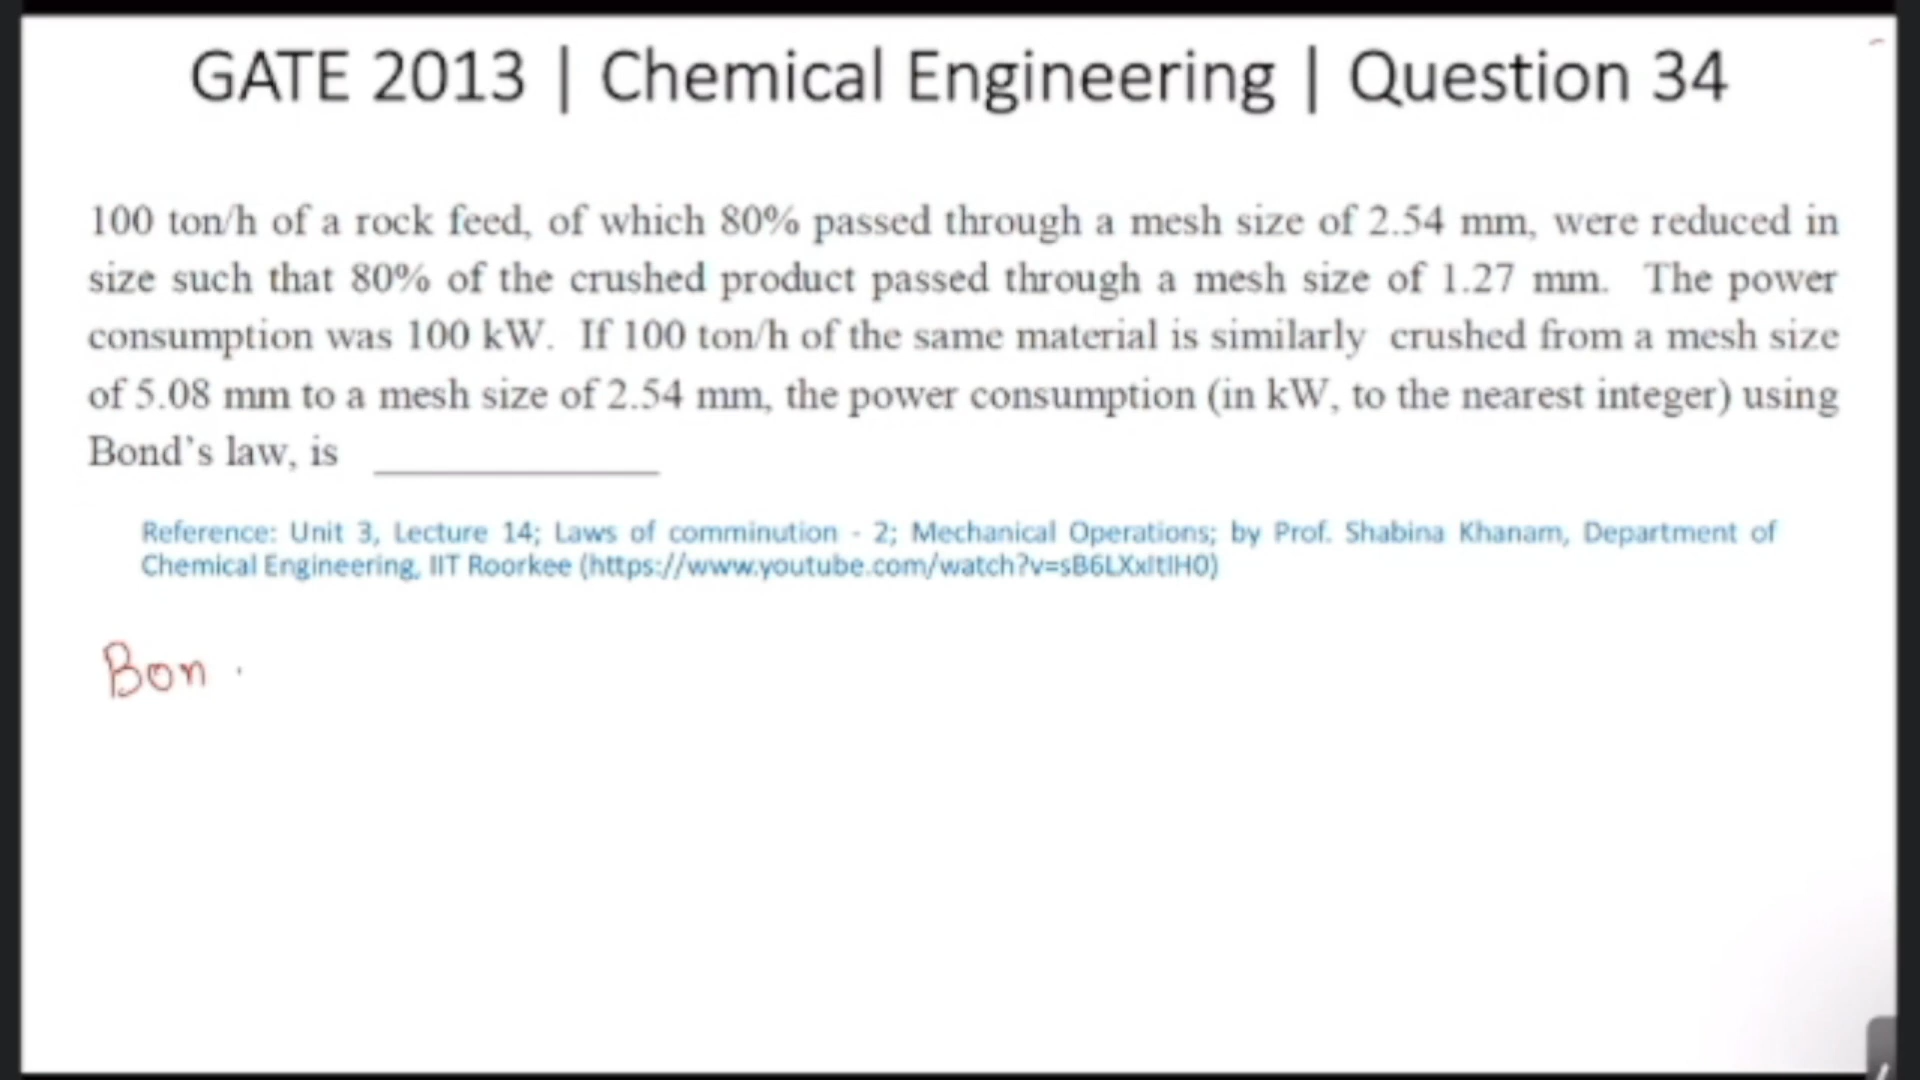 GATE 2013 | Chemical Engineering | Question 34
100 ton/h of a rock feed, of which 80% passed through a mesh size of 2.54 mm, were reduced in
size such that 80% of the crushed product passed through a mesh size of 1.27 mm. The power
consumption was 100 kW. If 100 ton/h of the same material is similarly crushed from a mesh size
of 5.08 mm to a mesh size of 2.54 mm, the power consumption (in kW, to the nearest integer) using
Bond's law, is ____________
Reference: Unit 3, Lecture 14; Laws of comminution - 2; Mechanical Operations; by Prof. Shabina Khanam, Department of
Chemical Engineering, IIT Roorkee (https://www.youtube.com/watch?v=sB6LXxItIH0)
Bon